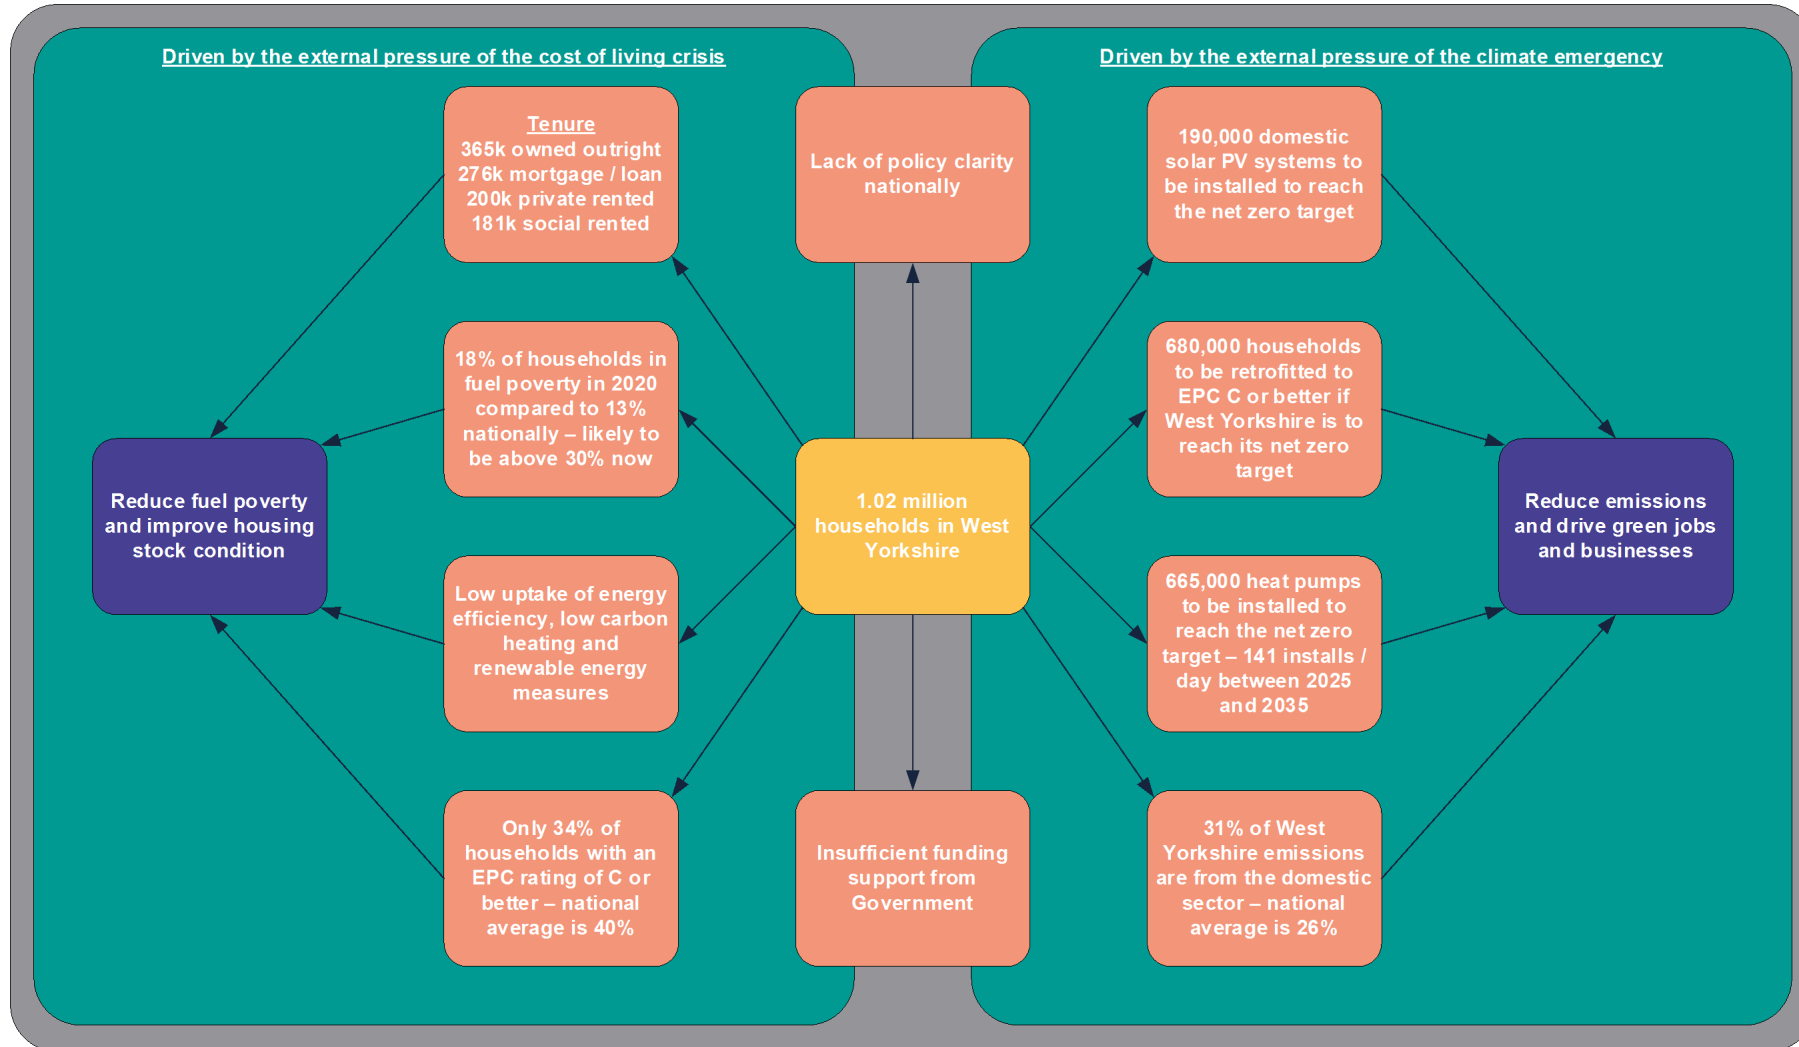 Driven by the external pressure of the cost of living crisis
Tenure
365k owned outright
276k mortgage / loan
200k private rented
181k social rented
18% of households in
fuel poverty in 2020
compared to 13%
nationally – likely to
be above 30% now
Reduce fuel poverty
and improve housing
stock condition
Low uptake of energy
efficiency, low carbon
heating and
renewable energy
measures
Only 34% of
households with an
EPC rating of C or
better – national
average is 40%
Lack of policy clarity
nationally
1.02 million
households in West
Yorkshire
Insufficient funding
support from
Government
Driven by the external pressure of the climate emergency
190,000 domestic
solar PV systems to
be installed to reach
the net zero target
680,000 households
to be retrofitted to
EPC C or better if
West Yorkshire is to
reach its net zero
target
665,000 heat pumps
to be installed to
reach the net zero
target – 141 installs /
day between 2025
and 2035
31% of West
Yorkshire emissions
are from the domestic
sector – national
average is 26%
Reduce emissions
and drive green jobs
and businesses